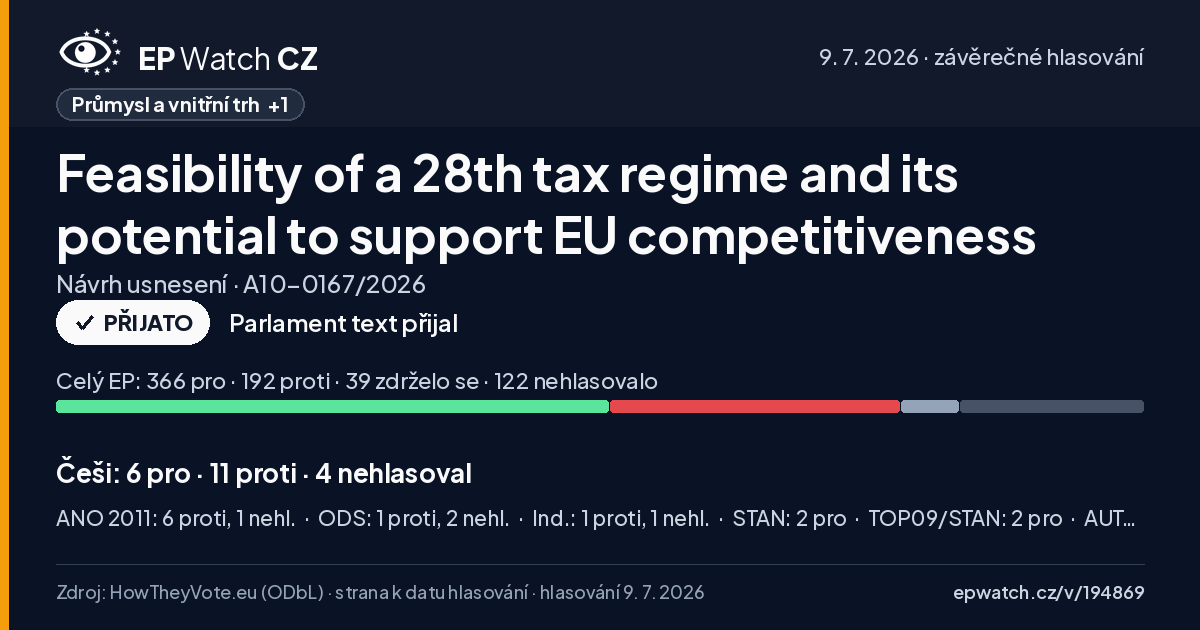 EP Watch CZ
9. 7. 2026 · závěrečné hlasování
Průmysl a vnitřní trh +1
Feasibility of a 28th tax regime and its
potential to support EU competitiveness
Návrh usnesení · A10–0167/2026
✓ PŘIJATO Parlament text přijal
Celý EP: 366 pro · 192 proti · 39 zdrželo se · 122 nehlasovalo
Češi: 6 pro · 11 proti · 4 nehlasoval
ANO 2011: 6 proti, 1 nehl. · ODS: 1 proti, 2 nehl. · Ind.: 1 proti, 1 nehl. · STAN: 2 pro · TOP09/STAN: 2 pro · AUT…
Zdroj: HowTheyVote.eu (ODbL) · strana k datu hlasování · hlasování 9. 7. 2026
epwatch.cz/v/194869